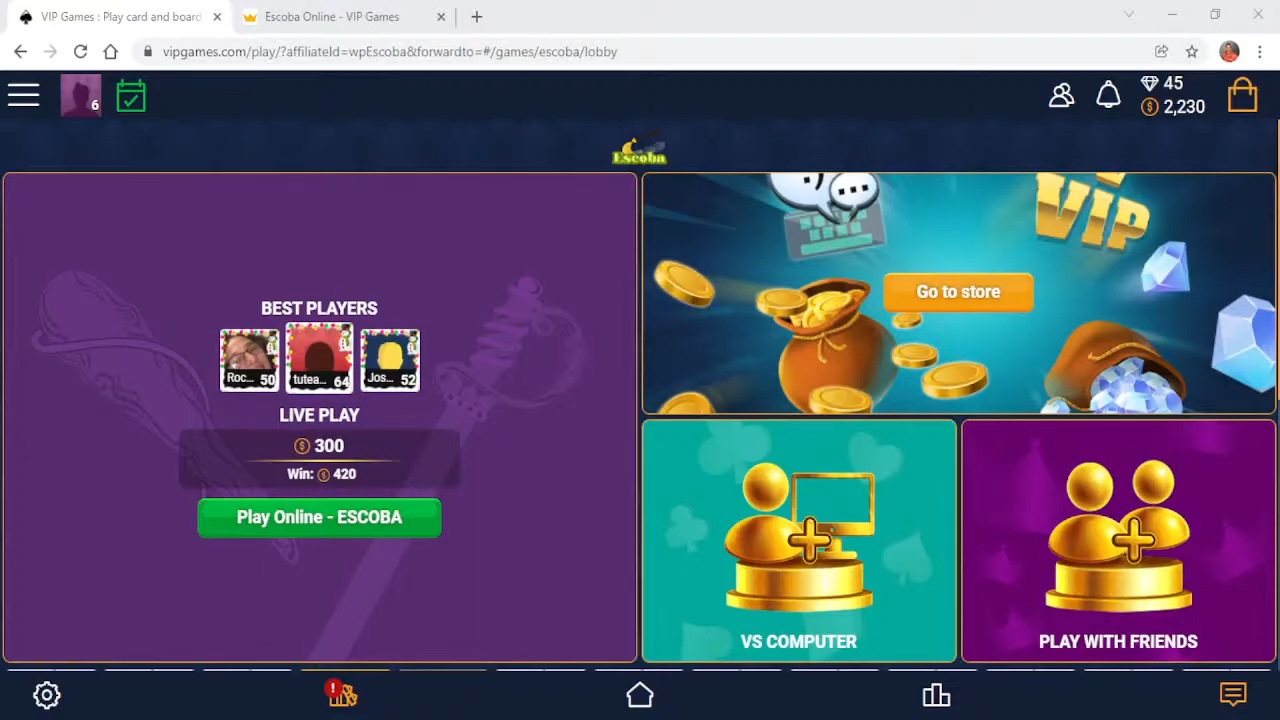 VIP Games : Play card and board
Escoba Online - VIP Games
vipgames.com/play/?affiliateId=wpEscoba&forwardto=#/games/escoba/lobby
6
45
2,230
Escoba
BEST PLAYERS
Roc... 50
tutea... 64
Jos... 52
LIVE PLAY
300
Win: 420
Play Online - ESCOBA
VIP
Go to store
VS COMPUTER
PLAY WITH FRIENDS